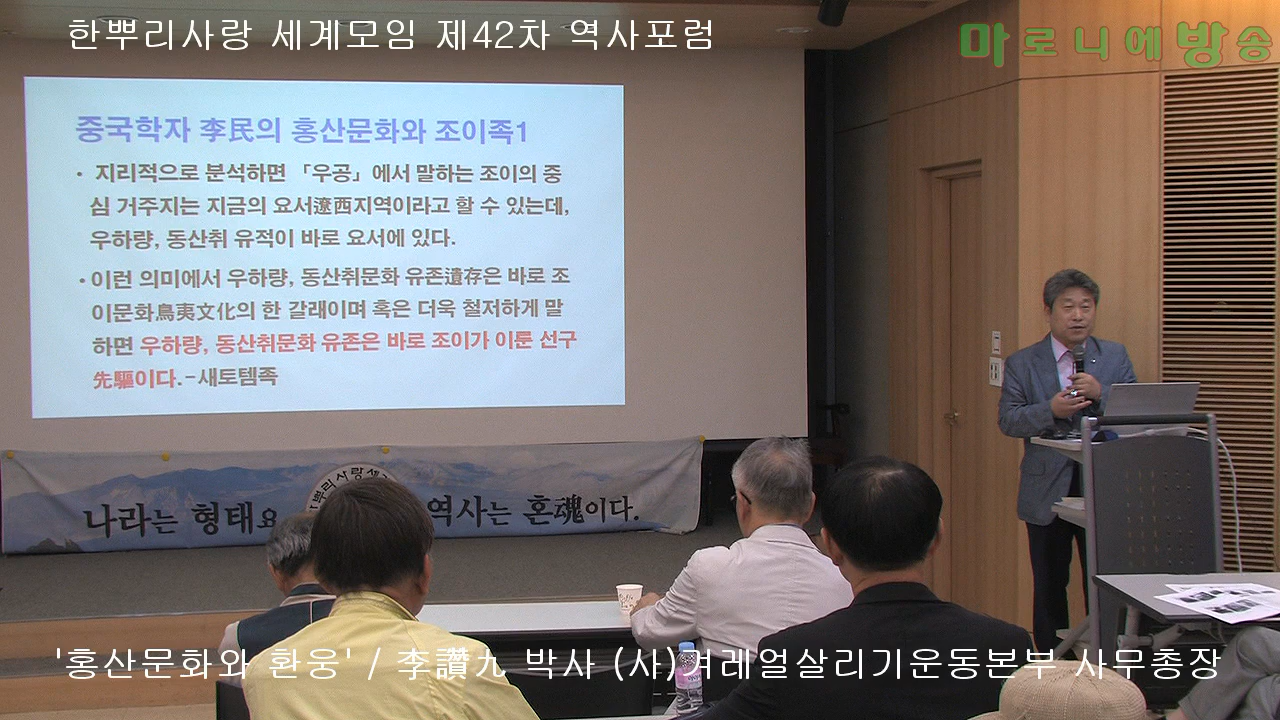 한뿌리사랑 세계모임 제42차 역사포럼
마로니에방송
중국학자 李民의 홍산문화와 조이족1
• 지리적으로 분석하면 「우공」에서 말하는 조이의 중
심 거주지는 지금의 요서遼西지역이라고 할 수 있는데,
우하량, 동산취 유적이 바로 요서에 있다.
• 이런 의미에서 우하량, 동산취문화 유존遺存은 바로 조
이문화鳥夷文化의 한 갈래이며 혹은 더욱 철저하게 말
하면 우하량, 동산취문화 유존은 바로 조이가 이룬 선구
先驅이다.-새토템족
뿌리사랑세
나라는 형태요 역사는 혼魂이다.
'홍산문화와 환웅' / 李讚九 박사 (사)겨레얼살리기운동본부 사무총장